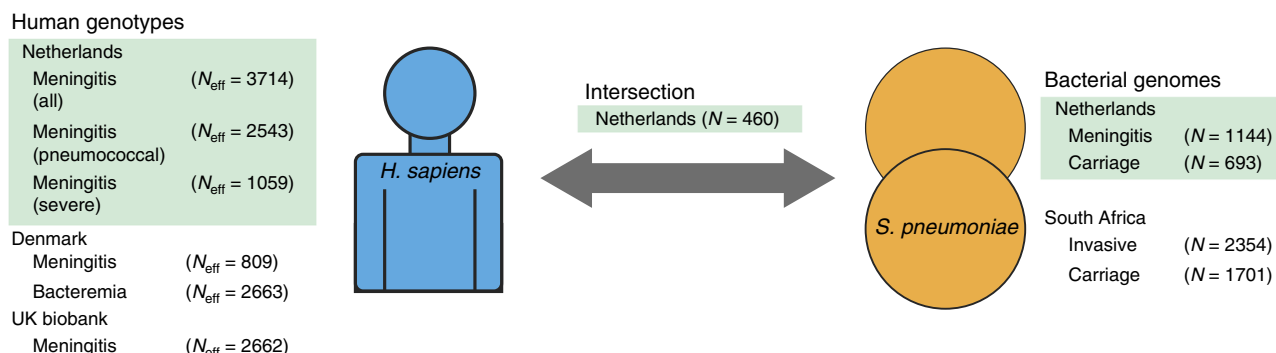 Human genotypes
Netherlands
Meningitis (Neff = 3714)
(all)
Meningitis (Neff = 2543)
(pneumococcal)
Meningitis (Neff = 1059)
(severe)
Denmark
Meningitis (Neff = 809)
Bacteremia (Neff = 2663)
UK biobank
Meningitis (Neff = 2662)
H. sapiens
Intersection
Netherlands (N = 460)
S. pneumoniae
Bacterial genomes
Netherlands
Meningitis (N = 1144)
Carriage (N = 693)
South Africa
Invasive (N = 2354)
Carriage (N = 1701)